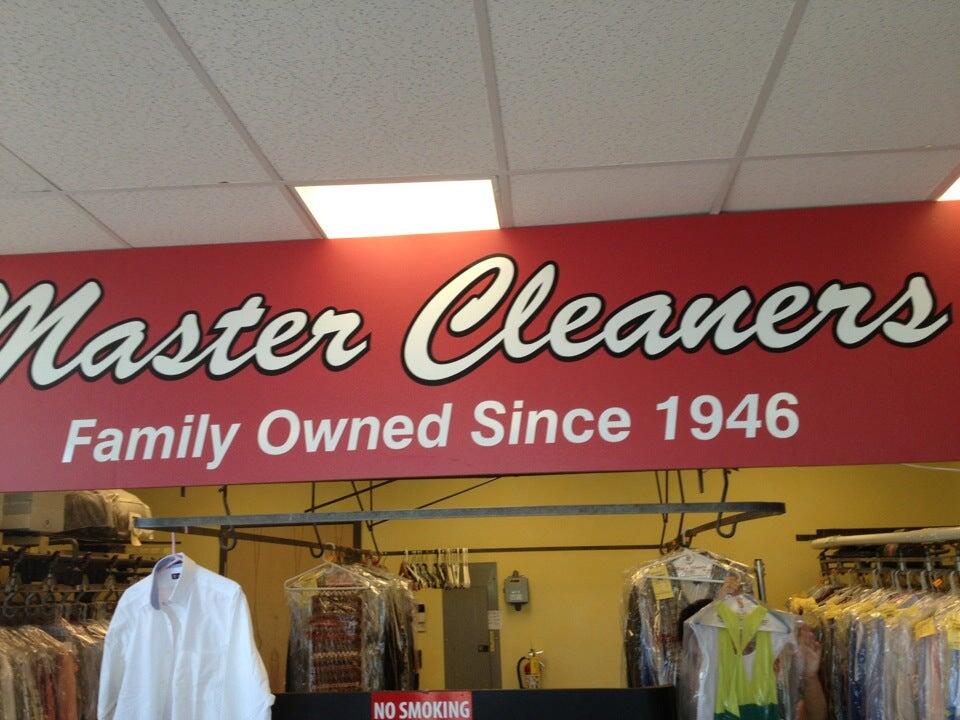 Master Cleaners
Family Owned Since 1946
NO SMOKING